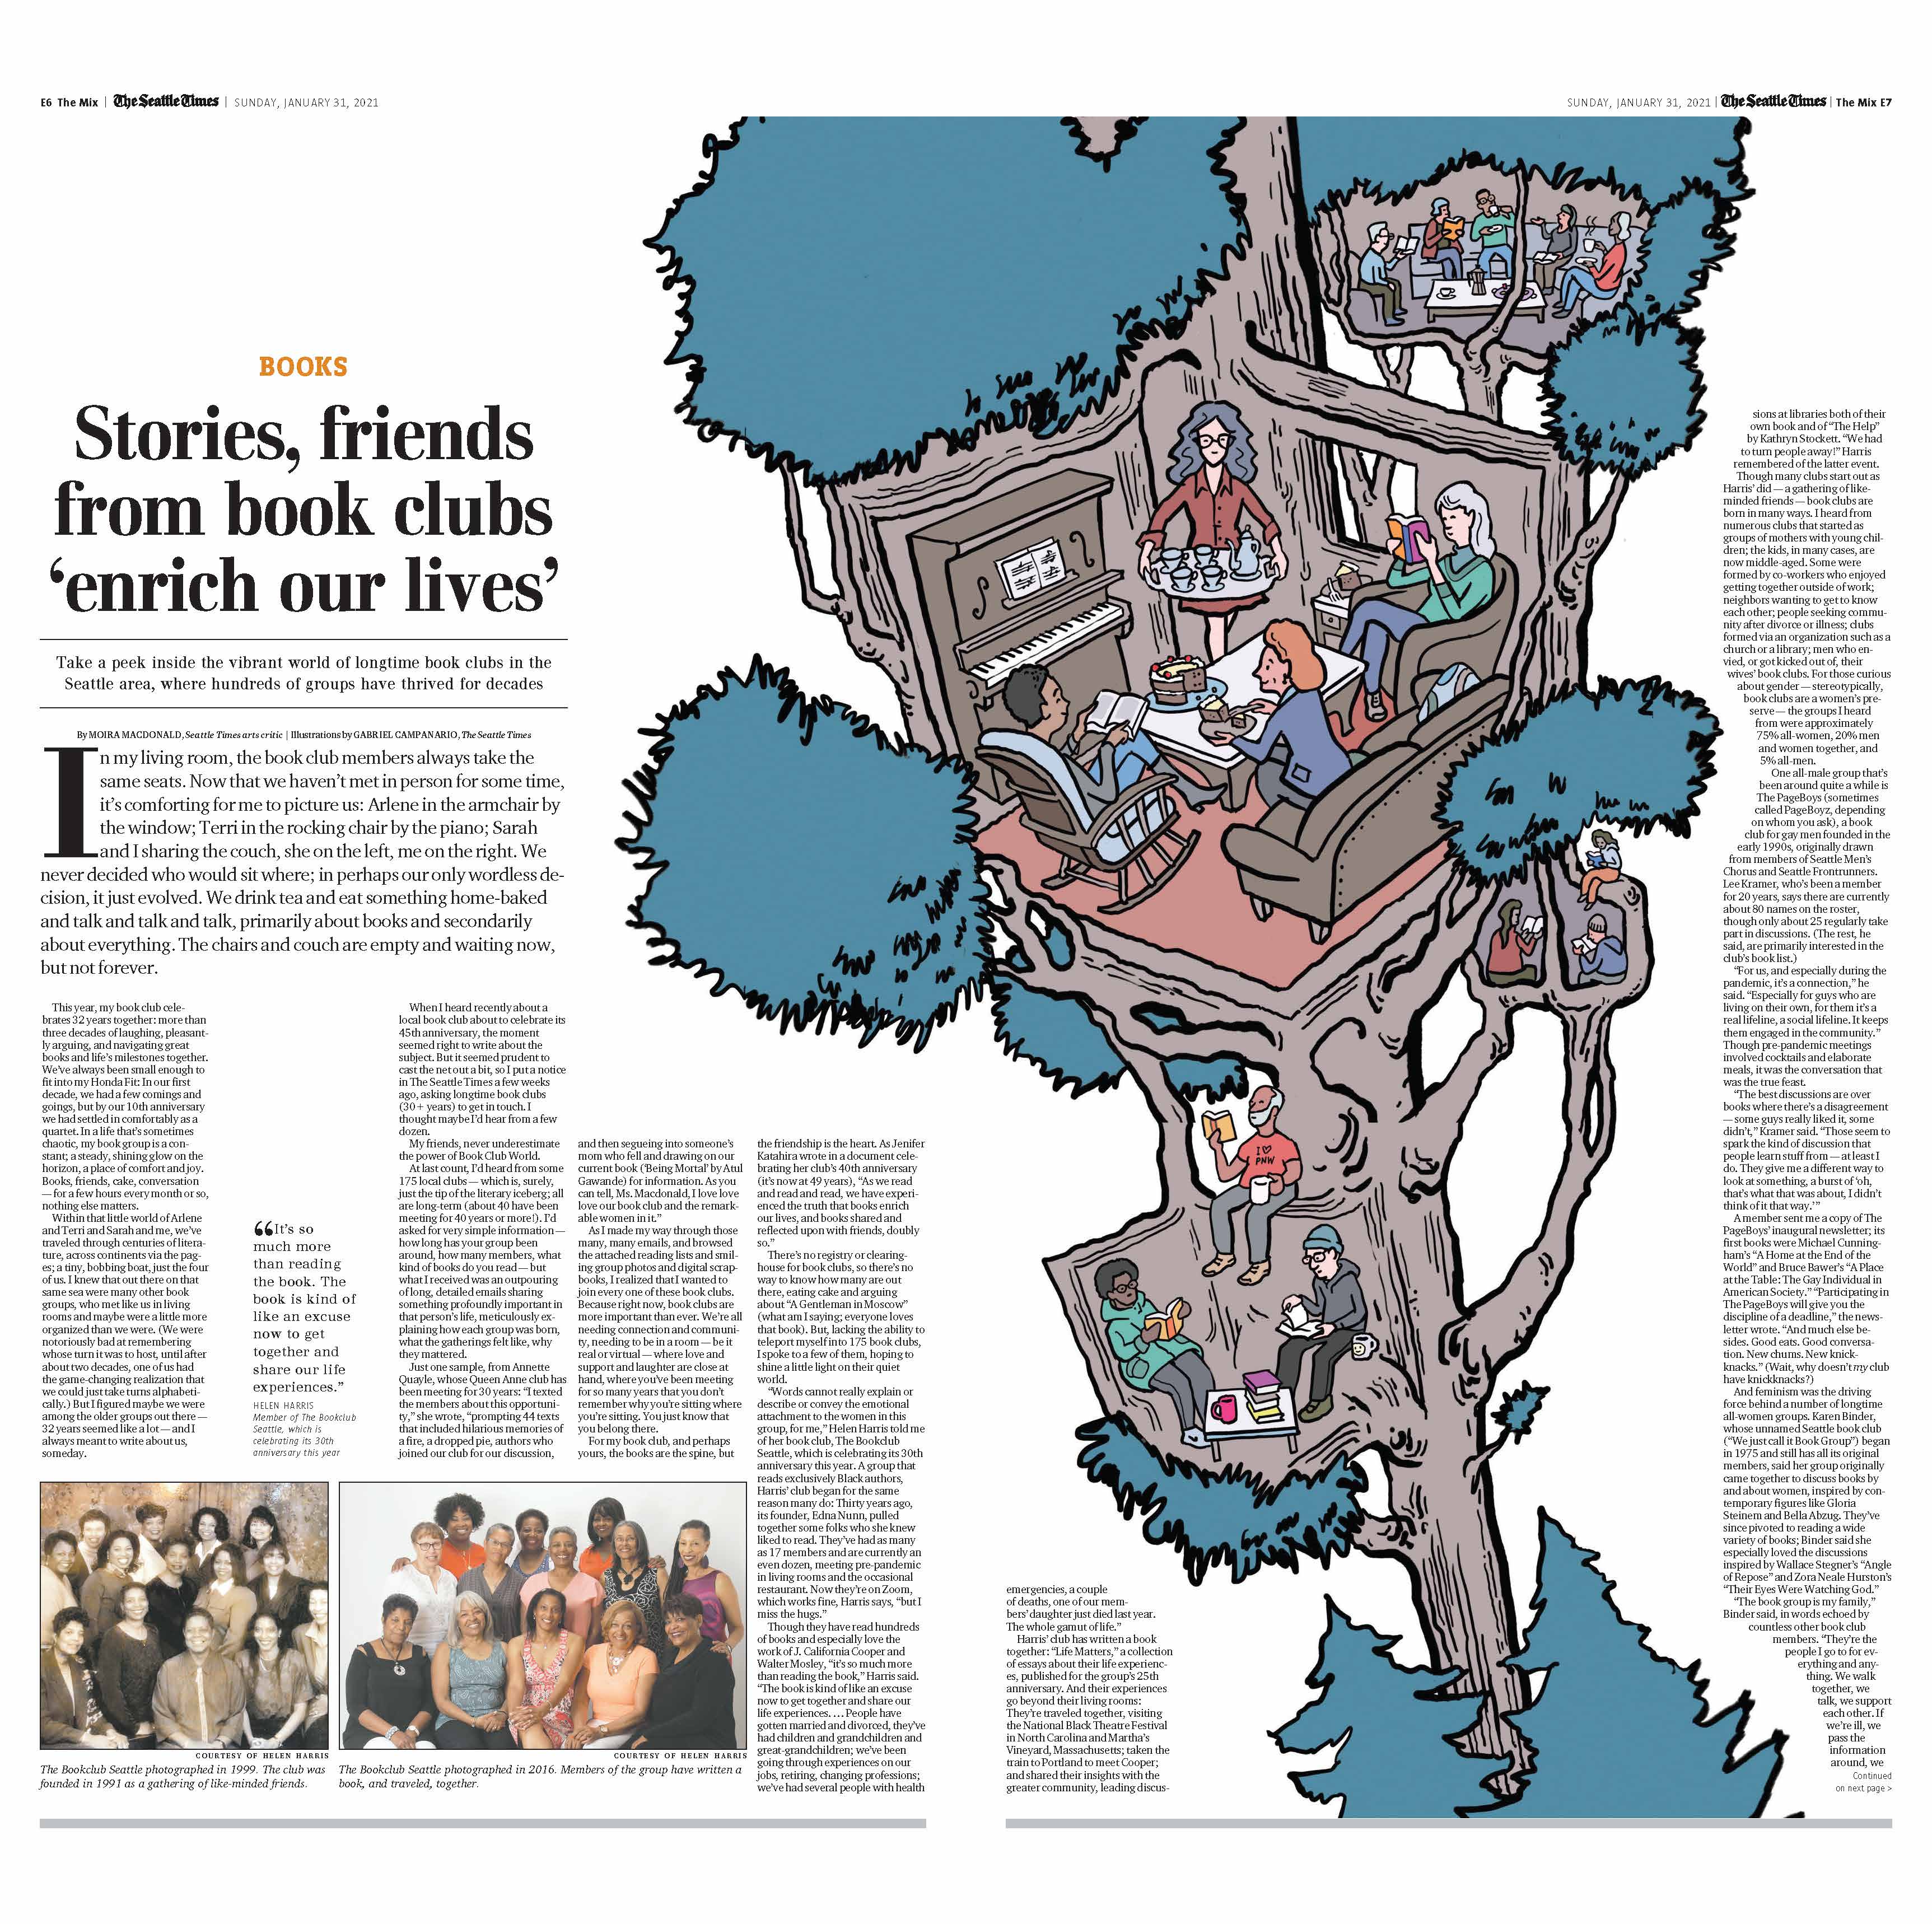 E6 The Mix | The Seattle Times | SUNDAY, JANUARY 31, 2021
SUNDAY, JANUARY 31, 2021 | The Seattle Times | The Mix E7
BOOKS
Stories, friends
from book clubs
‘enrich our lives’
Take a peek inside the vibrant world of longtime book clubs in the
Seattle area, where hundreds of groups have thrived for decades
By MOIRA MACDONALD, Seattle Times arts critic | Illustrations by GABRIEL CAMPANARIO, The Seattle Times
In my living room, the book club members always take the
same seats. Now that we haven’t met in person for some time,
it’s comforting for me to picture us: Arlene in the armchair by
the window; Terri in the rocking chair by the piano; Sarah
and I sharing the couch, she on the left, me on the right. We
never decided who would sit where; in perhaps our only wordless de-
cision, it just evolved. We drink tea and eat something home-baked
and talk and talk and talk, primarily about books and secondarily
about everything. The chairs and couch are empty and waiting now,
but not forever.
This year, my book club cele-
brates 32 years together: more than
three decades of laughing, pleasant-
ly arguing, and navigating great
books and life’s milestones together.
We’ve always been small enough to
fit into my Honda Fit: In our first
decade, we had a few comings and
goings, but by our 10th anniversary
we had settled in comfortably as a
quartet. In a life that’s sometimes
chaotic, my book group is a con-
stant; a steady, shining glow on the
horizon, a place of comfort and joy.
Books, friends, cake, conversation
— for a few hours every month or so,
nothing else matters.
Within that little world of Arlene
and Terri and Sarah and me, we’ve
traveled through centuries of litera-
ture, across continents via the pag-
es; a tiny, bobbing boat, just the four
of us. I knew that out there on that
same sea were many other book
groups, who met like us in living
rooms and maybe were a little more
organized than we were. (We were
notoriously bad at remembering
whose turn it was to host, until after
about two decades, one of us had
the game-changing realization that
we could just take turns alphabeti-
cally.) But I figured maybe we were
among the older groups out there —
32 years seemed like a lot — and I
always meant to write about us,
someday.
“It’s so
much more
than reading
the book. The
book is kind of
like an excuse
now to get
together and
share our life
experiences.”
HELEN HARRIS
Member of The Bookclub
Seattle, which is
celebrating its 30th
anniversary this year
When I heard recently about a
local book club about to celebrate its
45th anniversary, the moment
seemed right to write about the
subject. But it seemed prudent to
cast the net out a bit, so I put a notice
in The Seattle Times a few weeks
ago, asking longtime book clubs
(30+ years) to get in touch. I
thought maybe I’d hear from a few
dozen.
My friends, never underestimate
the power of Book Club World.
At last count, I’d heard from some
175 local clubs — which is, surely,
just the tip of the literary iceberg; all
are long-term (about 40 have been
meeting for 40 years or more!). I’d
asked for very simple information —
how long has your group been
around, how many members, what
kind of books do you read — but
what I received was an outpouring
of long, detailed emails sharing
something profoundly important in
that person’s life, meticulously ex-
plaining how each group was born,
what the gatherings felt like, why
they mattered.
Just one sample, from Annette
Quayle, whose Queen Anne club has
been meeting for 30 years: “I texted
the members about this opportuni-
ty,” she wrote, “prompting 44 texts
that included hilarious memories of
a fire, a dropped pie, authors who
joined our club for our discussion,
and then segueing into someone’s
mom who fell and drawing on our
current book (‘Being Mortal’ by Atul
Gawande) for information. As you
can tell, Ms. Macdonald, I love love
love our book club and the remark-
able women in it.”
As I made my way through those
many, many emails, and browsed
the attached reading lists and smil-
ing group photos and digital scrap-
books, I realized that I wanted to
join every one of these book clubs.
Because right now, book clubs are
more important than ever. We’re all
needing connection and communi-
ty, needing to be in a room — be it
real or virtual — where love and
support and laughter are close at
hand, where you’ve been meeting
for so many years that you don’t
remember why you’re sitting where
you’re sitting. You just know that
you belong there.
For my book club, and perhaps
yours, the books are the spine, but
the friendship is the heart. As Jenifer
Katahira wrote in a document cele-
brating her club’s 40th anniversary
(it’s now at 49 years), “As we read
and read and read, we have experi-
enced the truth that books enrich
our lives, and books shared and
reflected upon with friends, doubly
so.”
There’s no registry or clearing-
house for book clubs, so there’s no
way to know how many are out
there, eating cake and arguing
about “A Gentleman in Moscow”
(what am I saying; everyone loves
that book). But, lacking the ability to
teleport myself into 175 book clubs,
I spoke to a few of them, hoping to
shine a little light on their quiet
world.
“Words cannot really explain or
describe or convey the emotional
attachment to the women in this
group, for me,” Helen Harris told me
of her book club, The Bookclub
Seattle, which is celebrating its 30th
anniversary this year. A group that
reads exclusively Black authors,
Harris’ club began for the same
reason many do: Thirty years ago,
its founder, Edna Nunn, pulled
together some folks who she knew
liked to read. They’ve had as many
as 17 members and are currently an
even dozen, meeting pre-pandemic
in living rooms and the occasional
restaurant. Now they’re on Zoom,
which works fine, Harris says, “but I
miss the hugs.”
Though they have read hundreds
of books and especially love the
work of J. California Cooper and
Walter Mosley, “it’s so much more
than reading the book,” Harris said.
“The book is kind of like an excuse
now to get together and share our
life experiences. . . . People have
gotten married and divorced, they’ve
had children and grandchildren and
great-grandchildren; we’ve been
going through experiences on our
jobs, retiring, changing professions;
we’ve had several people with health
COURTESY OF HELEN HARRIS
The Bookclub Seattle photographed in 1999. The club was
founded in 1991 as a gathering of like-minded friends.
COURTESY OF HELEN HARRIS
The Bookclub Seattle photographed in 2016. Members of the group have written a
book, and traveled, together.
I ♡
PNW
emergencies, a couple
of deaths, one of our mem-
bers’ daughter just died last year.
The whole gamut of life.”
Harris’ club has written a book
together: “Life Matters,” a collection
of essays about their life experienc-
es, published for the group’s 25th
anniversary. And their experiences
go beyond their living rooms:
They’re traveled together, visiting
the National Black Theatre Festival
in North Carolina and Martha’s
Vineyard, Massachusetts; taken the
train to Portland to meet Cooper;
and shared their insights with the
greater community, leading discus-
sions at libraries both of their
own book and of “The Help”
by Kathryn Stockett. “We had
to turn people away!” Harris
remembered of the latter event.
Though many clubs start out as
Harris’ did — a gathering of like-
minded friends — book clubs are
born in many ways. I heard from
numerous clubs that started as
groups of mothers with young chil-
dren; the kids, in many cases, are
now middle-aged. Some were
formed by co-workers who enjoyed
getting together outside of work;
neighbors wanting to get to know
each other; people seeking commu-
nity after divorce or illness; clubs
formed via an organization such as a
church or a library; men who en-
vied, or got kicked out of, their
wives’ book clubs. For those curious
about gender — stereotypically,
book clubs are a women’s pre-
serve — the groups I heard
from were approximately
75% all-women, 20% men
and women together, and
5% all-men.
One all-male group that’s
been around quite a while is
The PageBoys (sometimes
called PageBoyz, depending
on whom you ask), a book
club for gay men founded in the
early 1990s, originally drawn
from members of Seattle Men’s
Chorus and Seattle Frontrunners.
Lee Kramer, who’s been a member
for 20 years, says there are currently
about 80 names on the roster,
though only about 25 regularly take
part in discussions. (The rest, he
said, are primarily interested in the
club’s book list.)
“For us, and especially during the
pandemic, it’s a connection,” he
said. “Especially for guys who are
living on their own, for them it’s a
real lifeline, a social lifeline. It keeps
them engaged in the community.”
Though pre-pandemic meetings
involved cocktails and elaborate
meals, it was the conversation that
was the true feast.
“The best discussions are over
books where there’s a disagreement
— some guys really liked it, some
didn’t,” Kramer said. “Those seem to
spark the kind of discussion that
people learn stuff from — at least I
do. They give me a different way to
look at something, a burst of ‘oh,
that’s what that was about, I didn’t
think of it that way.’”
A member sent me a copy of The
PageBoys’ inaugural newsletter; its
first books were Michael Cunning-
ham’s “A Home at the End of the
World” and Bruce Bawer’s “A Place
at the Table: The Gay Individual in
American Society.” “Participating in
The PageBoys will give you the
discipline of a deadline,” the news-
letter wrote. “And much else be-
sides. Good eats. Good conversa-
tion. New chums. New knick-
knacks.” (Wait, why doesn’t my club
have knickknacks?)
And feminism was the driving
force behind a number of longtime
all-women groups. Karen Binder,
whose unnamed Seattle book club
(“We just call it Book Group”) began
in 1975 and still has all its original
members, said her group originally
came together to discuss books by
and about women, inspired by con-
temporary figures like Gloria
Steinem and Bella Abzug. They’ve
since pivoted to reading a wide
variety of books; Binder said she
especially loved the discussions
inspired by Wallace Stegner’s “Angle
of Repose” and Zora Neale Hurston’s
“Their Eyes Were Watching God.”
“The book group is my family,”
Binder said, in words echoed by
countless other book club
members. “They’re the
people I go to for ev-
erything and any-
thing. We walk
together, we
talk, we support
each other. If
we’re ill, we
pass the
information
around, we
Continued
on next page >